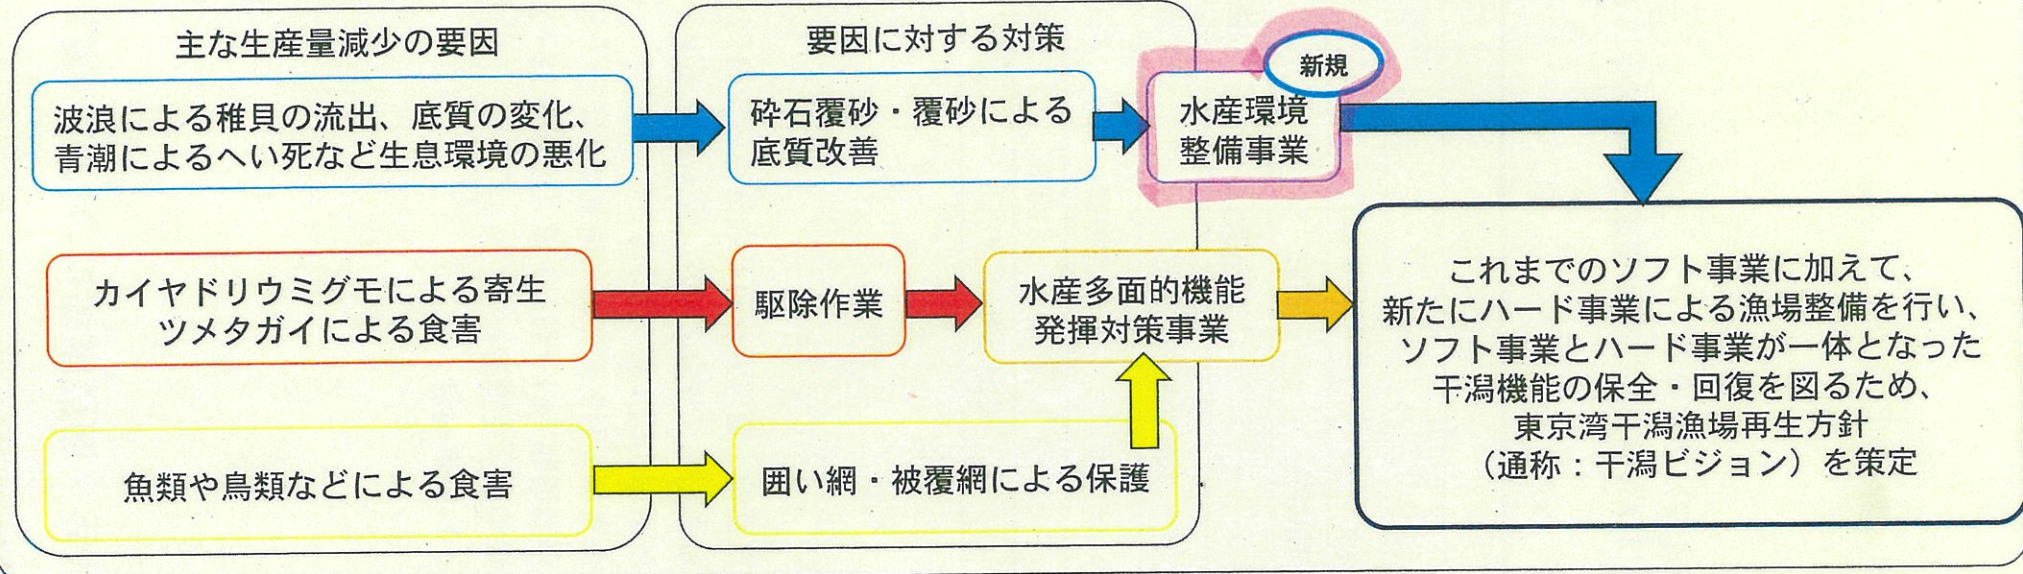 主な生産量減少の要因
要因に対する対策
新規
波浪による稚貝の流出、底質の変化、
青潮によるへい死など生息環境の悪化
砕石覆砂・覆砂による
底質改善
水産環境
整備事業
カイヤドリウミグモによる寄生
ツメタガイによる食害
駆除作業
水産多面的機能
発揮対策事業
魚類や鳥類などによる食害
囲い網・被覆網による保護
これまでのソフト事業に加えて、
新たにハード事業による漁場整備を行い、
ソフト事業とハード事業が一体となった
干潟機能の保全・回復を図るため、
東京湾干潟漁場再生方針
（通称：干潟ビジョン）を策定